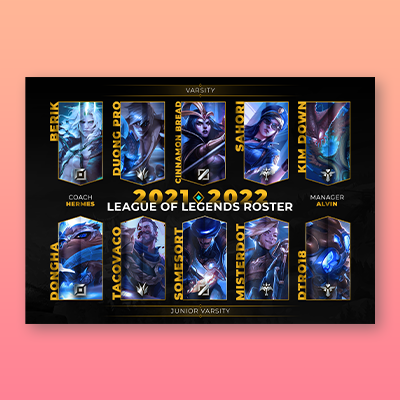 VARSITY
BERIK
DUONG PRO
CINNAMON BREAD
SAHORI
KIM DOWN
COACH
HERMES
2021 2022
LEAGUE OF LEGENDS ROSTER
MANAGER
ALVIN
DONGHA
TACOVACO
SOMESORT
MISTERDOT
DTRQ18
JUNIOR VARSITY